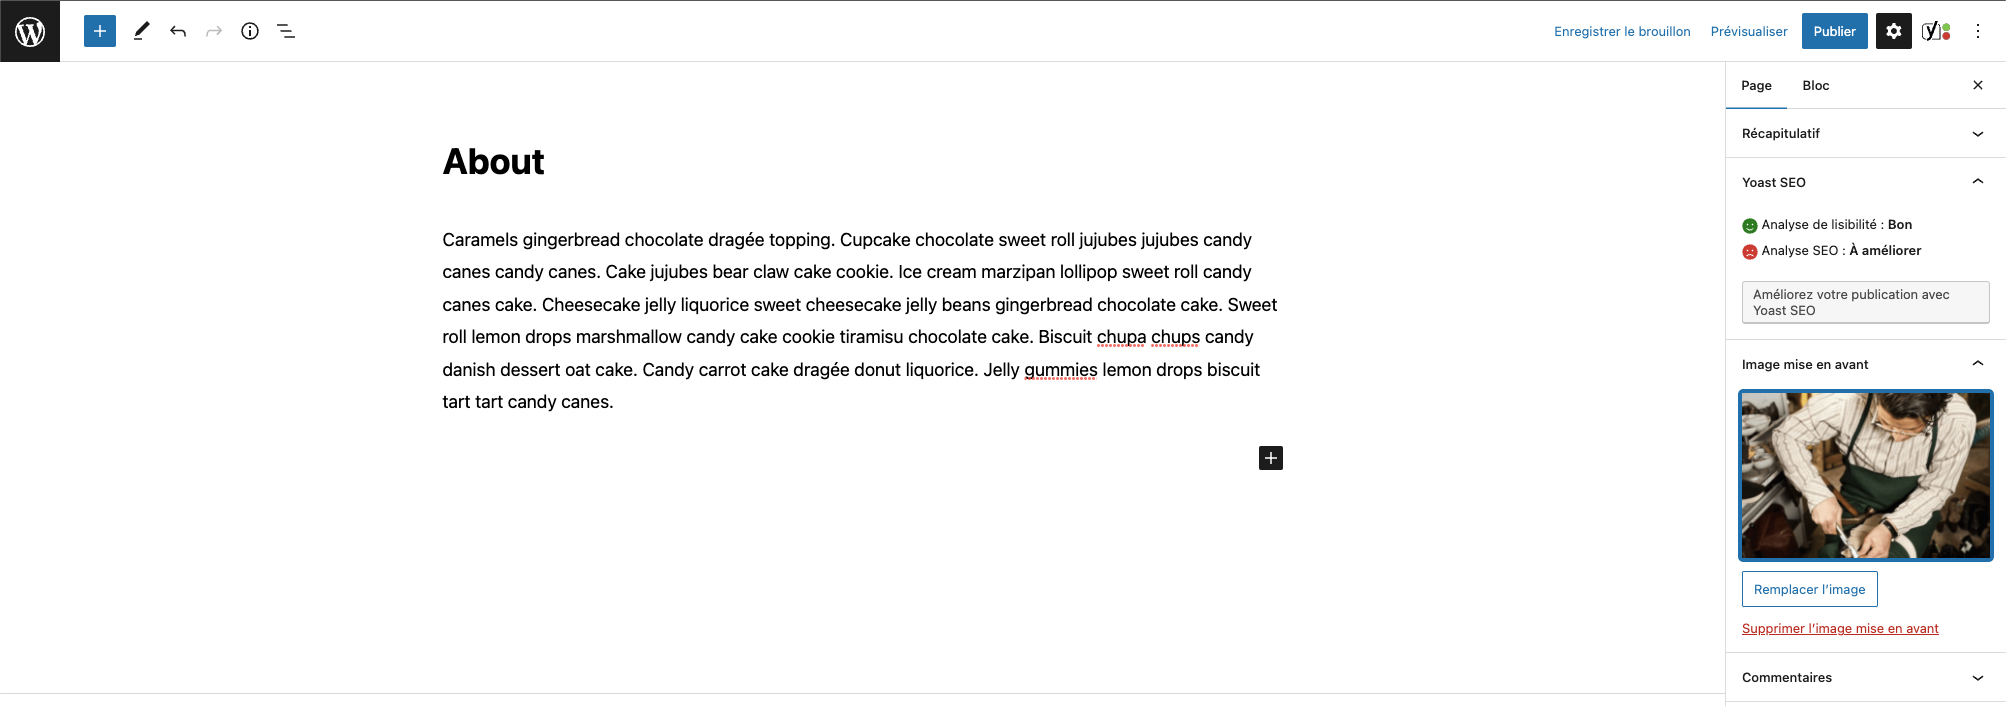 Enregistrer le brouillon
Prévisualiser
Publier
Page
Bloc
About
Caramels gingerbread chocolate dragée topping. Cupcake chocolate sweet roll jujubes jujubes candy
canes candy canes. Cake jujubes bear claw cake cookie. Ice cream marzipan lollipop sweet roll candy
canes cake. Cheesecake jelly liquorice sweet cheesecake jelly beans gingerbread chocolate cake. Sweet
roll lemon drops marshmallow candy cake cookie tiramisu chocolate cake. Biscuit chupa chups candy
danish dessert oat cake. Candy carrot cake dragée donut liquorice. Jelly gummies lemon drops biscuit
tart tart candy canes.
Récapitulatif
Yoast SEO
Analyse de lisibilité : Bon
Analyse SEO : À améliorer
Améliorez votre publication avec
Yoast SEO
Image mise en avant
Remplacer l’image
Supprimer l’image mise en avant
Commentaires